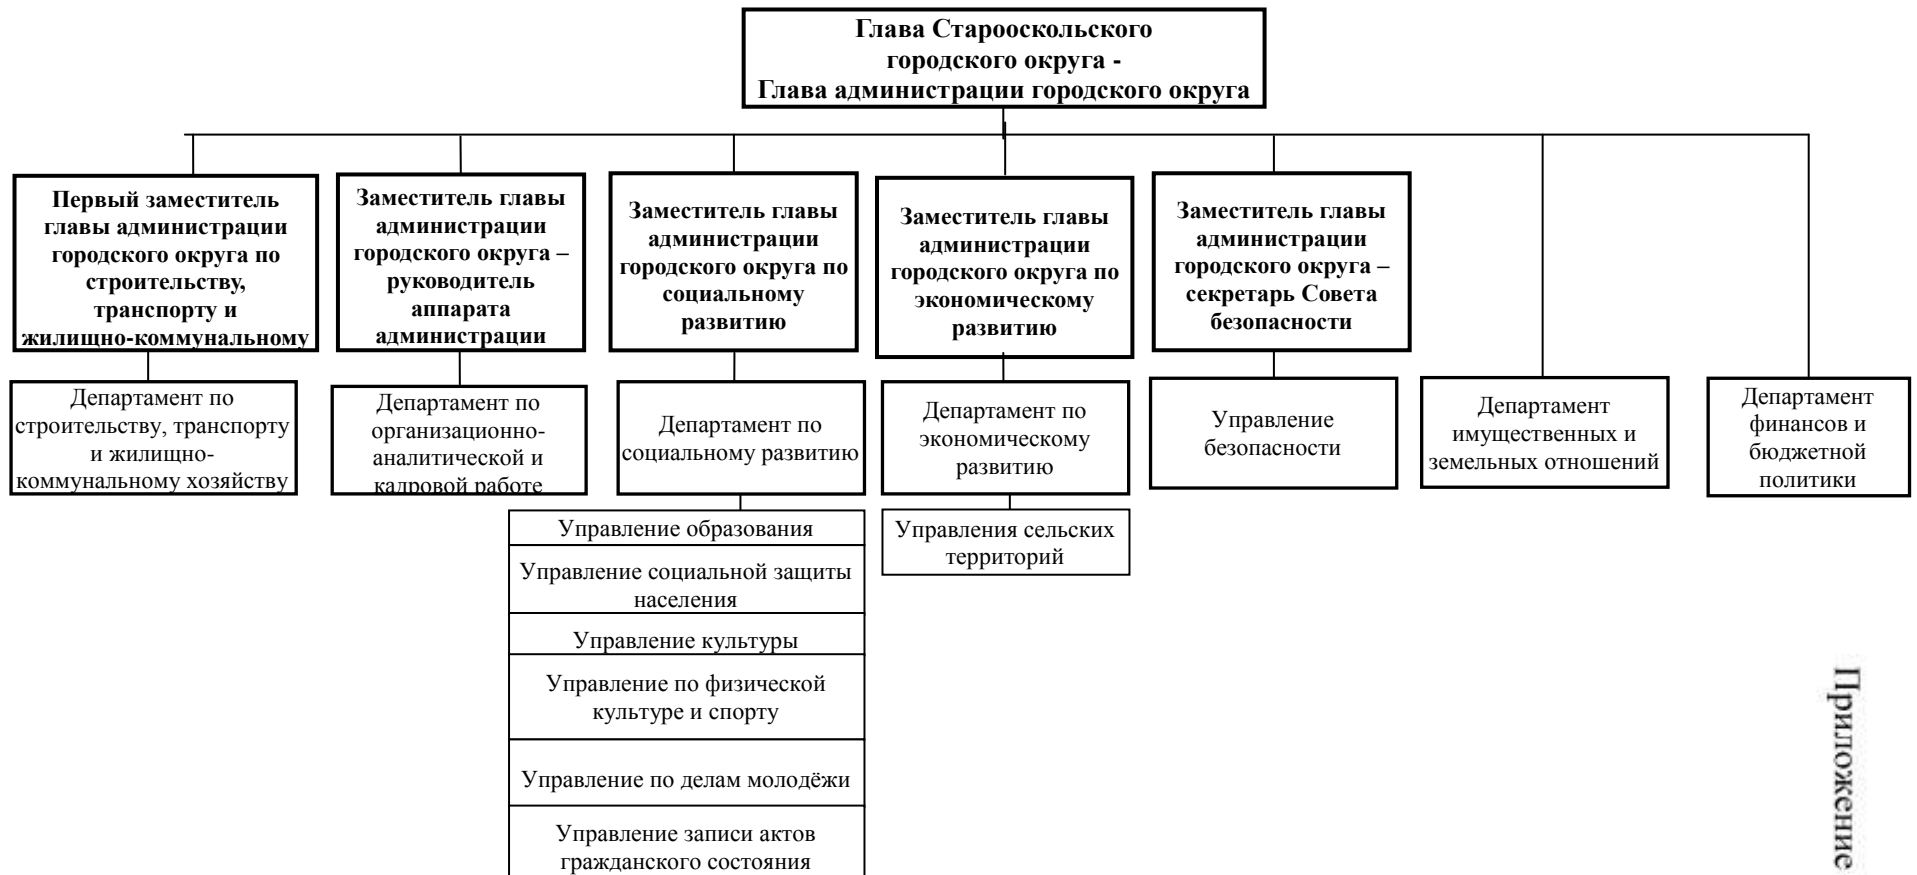 Глава Старооскольского
городского округа -
Глава администрации городского округа
Первый заместитель
главы администрации
городского округа по
строительству,
транспорту и
жилищно-коммунальному
Заместитель главы
администрации
городского округа –
руководитель
аппарата
администрации
Заместитель главы
администрации
городского округа по
социальному
развитию
Заместитель главы
администрации
городского округа по
экономическому
развитию
Заместитель главы
администрации
городского округа –
секретарь Совета
безопасности
Департамент по
строительству, транспорту
и жилищно-
коммунальному хозяйству
Департамент по
организационно-
аналитической и
кадровой работе
Департамент по
социальному развитию
Департамент по
экономическому
развитию
Управление
безопасности
Департамент
имущественных и
земельных отношений
Департамент
финансов и
бюджетной
политики
Управление образования
Управление социальной защиты
населения
Управление культуры
Управление по физической
культуре и спорту
Управление по делам молодёжи
Управление записи актов
гражданского состояния
Управления сельских
территорий
Приложение